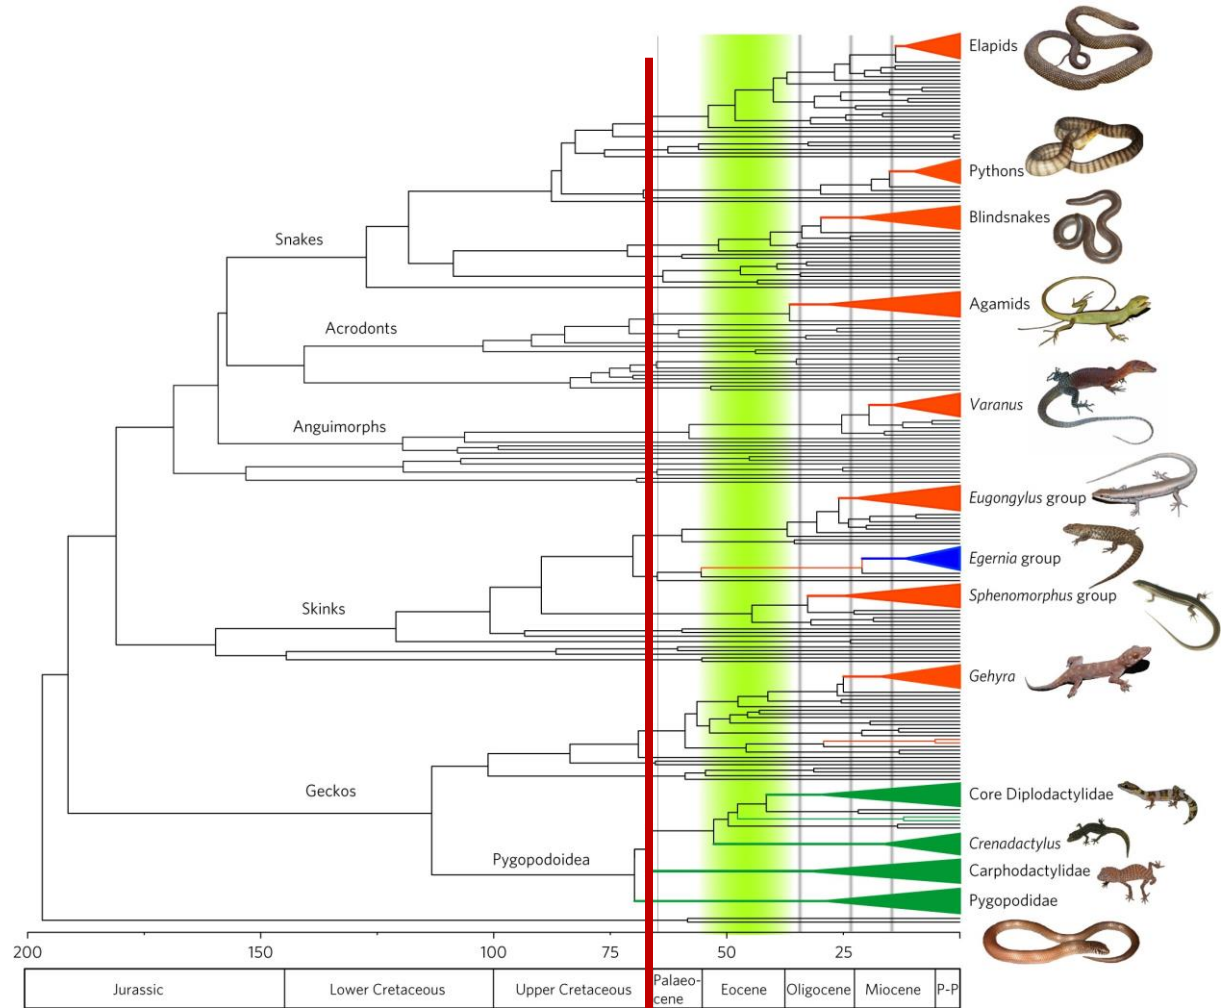 Elapids
Pythons
Blindsnakes
Snakes
Agamids
Acrodonts
Varanus
Anguimorphs
Eugongylus group
Egernia group
Sphenomorphus group
Skinks
Gehyra
Geckos
Core Diplodactylidae
Crenadactylus
Pygopodoidea
Carphodactylidae
Pygopodidae
200 150 100 75 50 25
Jurassic Lower Cretaceous Upper Cretaceous Palaeo-
cene Eocene Oligocene Miocene P-P